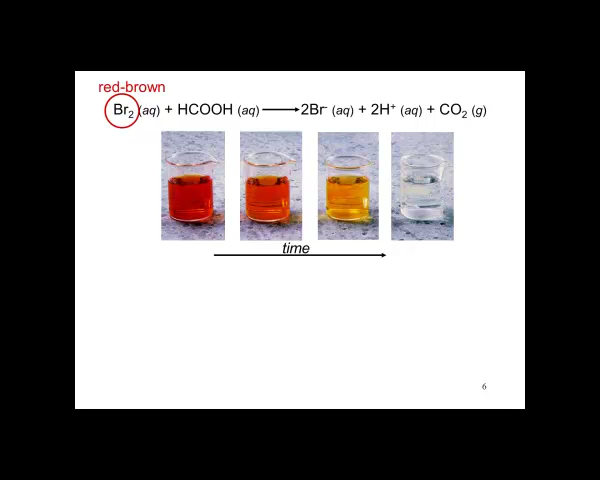 red-brown
Br₂ (aq) + HCOOH (aq) ⟶ 2Br⁻ (aq) + 2H⁺ (aq) + CO₂ (g)
time
6